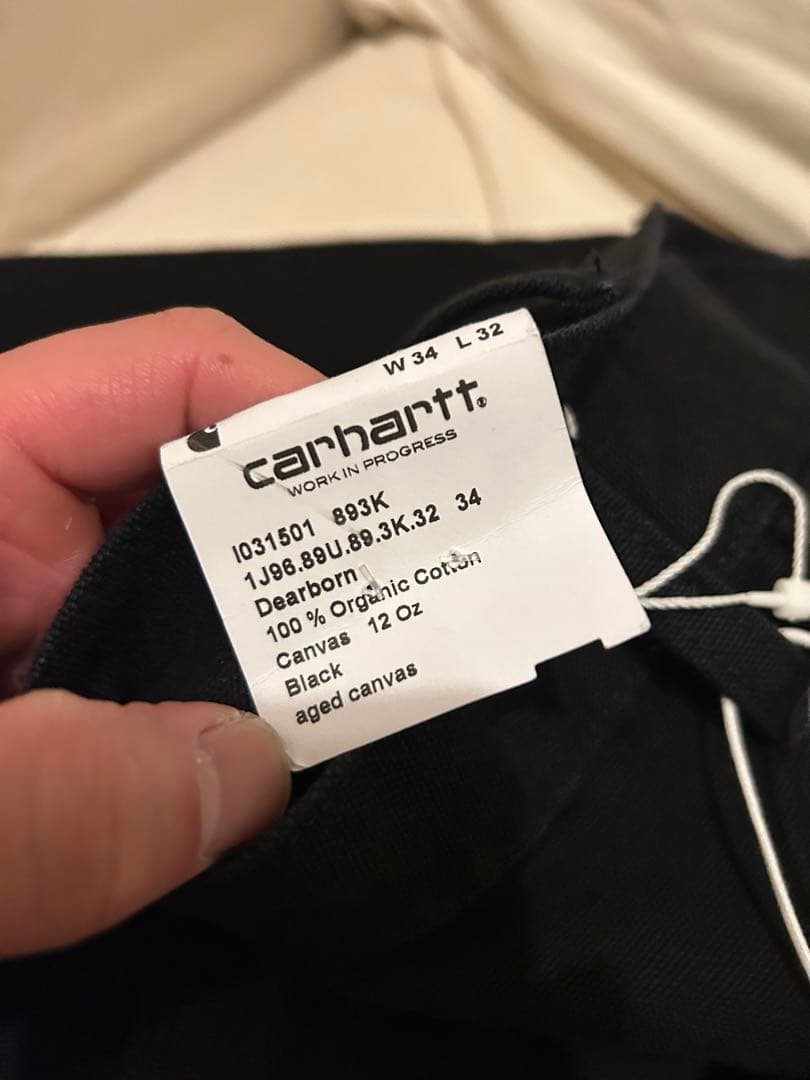 W 34 L 32
carhartt®
WORK IN PROGRESS
I031501 893K
1J96.89U.89.3K.32 34
Dearborn
100 % Organic Cotton
Canvas 12 Oz
Black
aged canvas